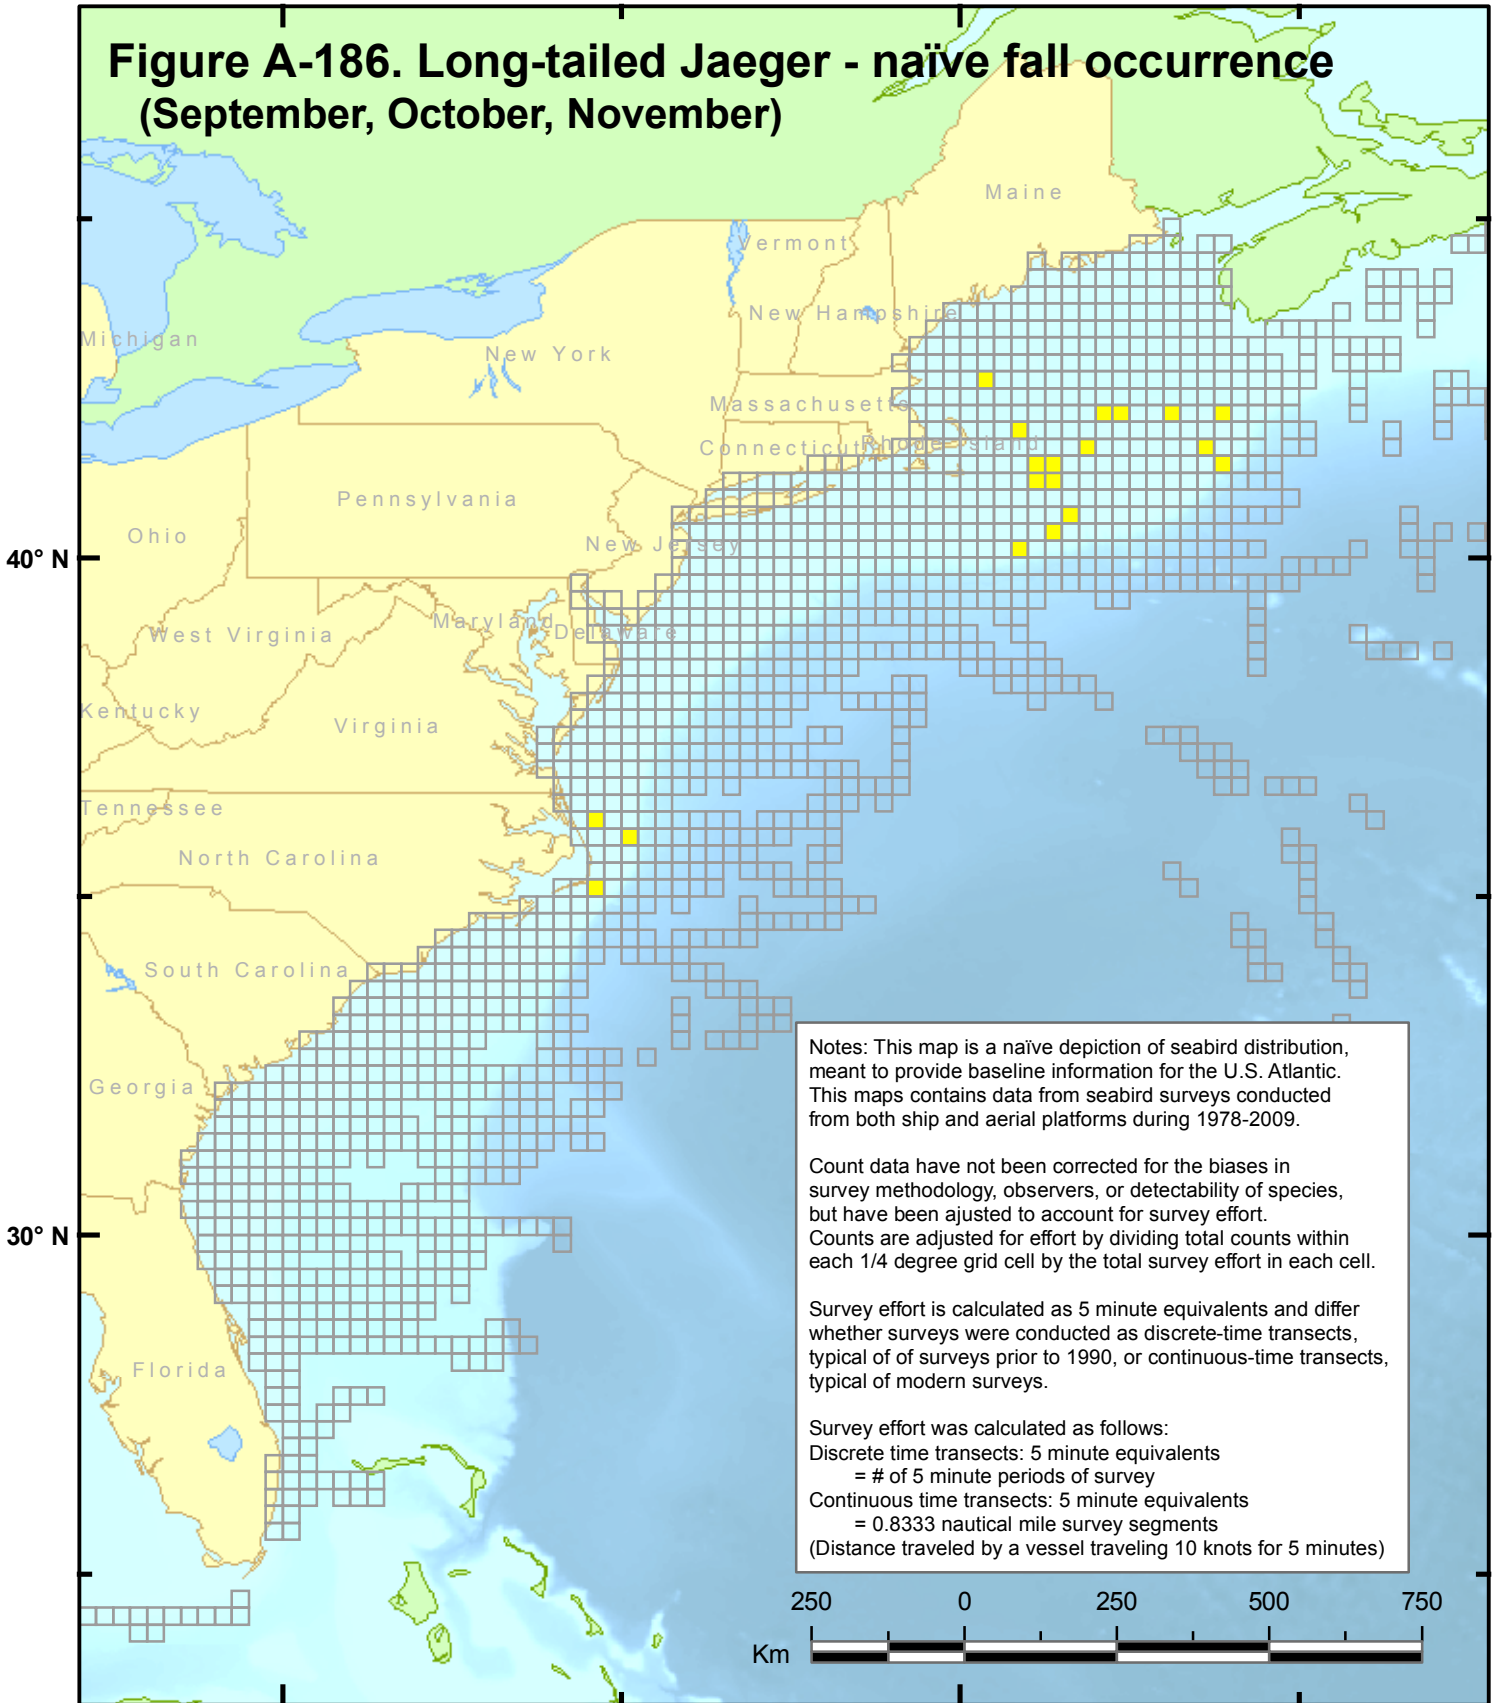 Figure A-186. Long-tailed Jaeger - naïve fall occurrence
(September, October, November)
Maine
Vermont
New Hampshire
Michigan
New York
Massachusetts
Connecticut
Rhode Island
Pennsylvania
Ohio
New Jersey
40° N
West Virginia
Maryland
Delaware
Kentucky
Virginia
Tennessee
North Carolina
South Carolina
Georgia
30° N
Florida
Notes: This map is a naïve depiction of seabird distribution,
meant to provide baseline information for the U.S. Atlantic.
This maps contains data from seabird surveys conducted
from both ship and aerial platforms during 1978-2009.
Count data have not been corrected for the biases in
survey methodology, observers, or detectability of species,
but have been ajusted to account for survey effort.
Counts are adjusted for effort by dividing total counts within
each 1/4 degree grid cell by the total survey effort in each cell.
Survey effort is calculated as 5 minute equivalents and differ
whether surveys were conducted as discrete-time transects,
typical of of surveys prior to 1990, or continuous-time transects,
typical of modern surveys.
Survey effort was calculated as follows:
Discrete time transects: 5 minute equivalents
= # of 5 minute periods of survey
Continuous time transects: 5 minute equivalents
= 0.8333 nautical mile survey segments
(Distance traveled by a vessel traveling 10 knots for 5 minutes)
250 0 250 500 750
Km